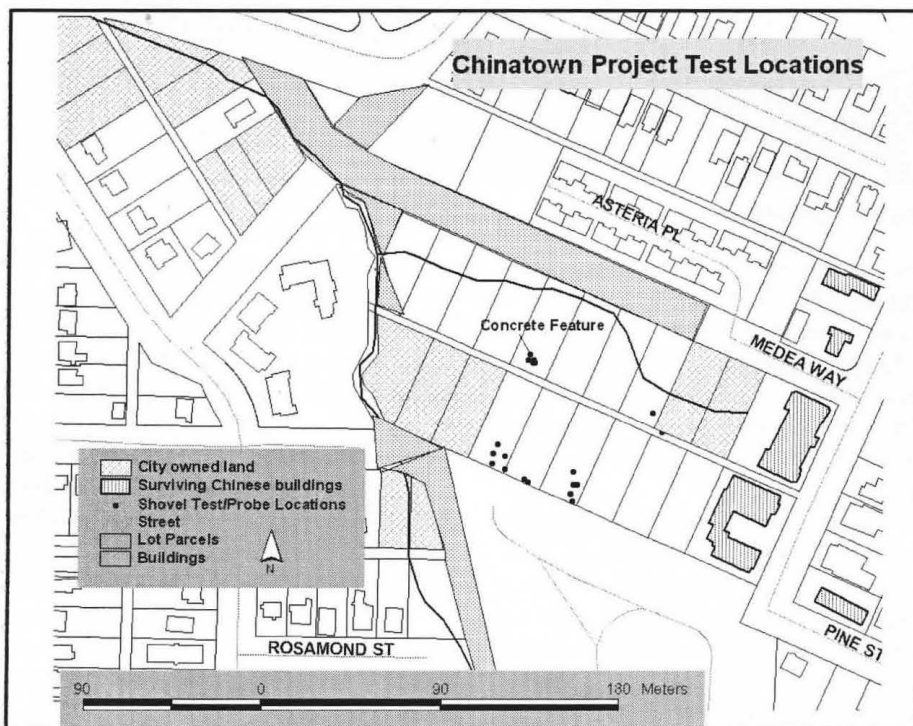 Chinatown Project Test Locations
ASTERIA PL
Concrete Feature
MEDEA WAY
City owned land
Surviving Chinese buildings
Shovel Test/Probe Locations
Street
Lot Parcels
Buildings
N
ROSAMOND ST
PINE ST
90 0 90 180 Meters